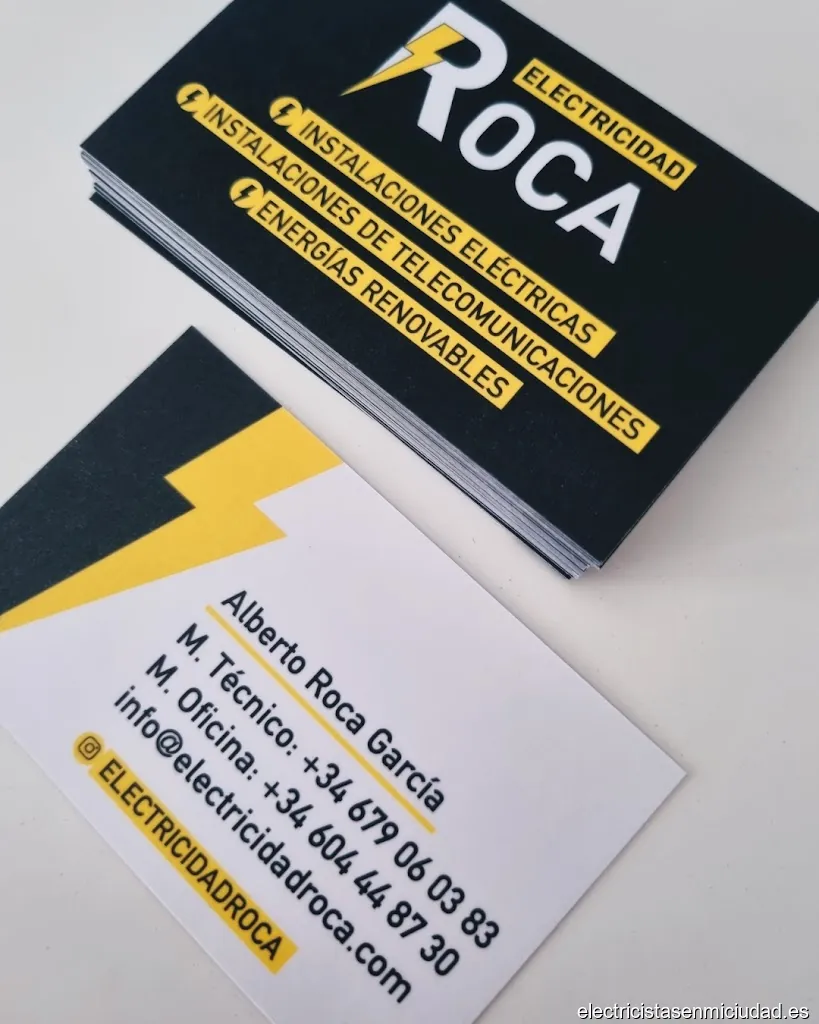 ELECTRICIDAD
ROCA
INSTALACIONES ELÉCTRICAS
INSTALACIONES DE TELECOMUNICACIONES
ENERGÍAS RENOVABLES
Alberto Roca García
M. Técnico: +34 679 06 03 83
M. Oficina: +34 604 44 87 30
info@electricidadroca.com
ELECTRICIDADROCA
electricistasenmiciudad.es